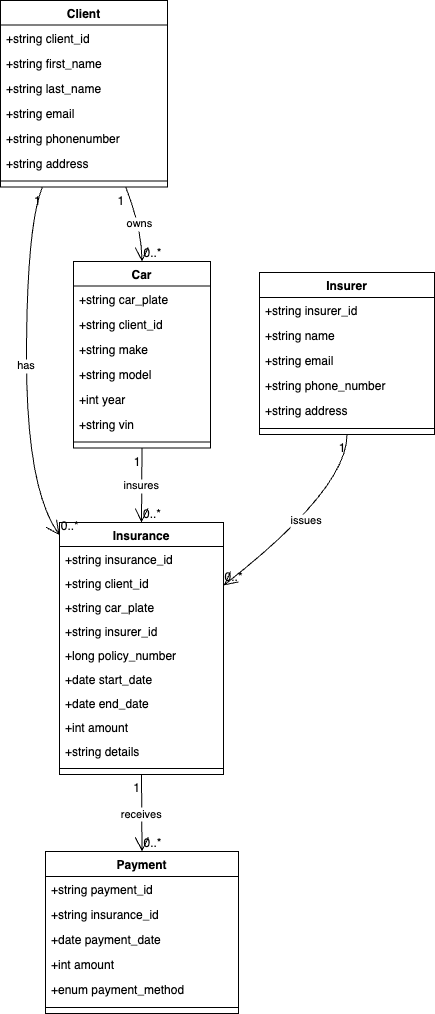 Client
+string client_id
+string first_name
+string last_name
+string email
+string phonenumber
+string address
1
1
owns
0..*
has
Car
+string car_plate
+string client_id
+string make
+string model
+int year
+string vin
Insurer
+string insurer_id
+string name
+string email
+string phone_number
+string address
1
insures
0..*
1
issues
0..*
0..*
Insurance
+string insurance_id
+string client_id
+string car_plate
+string insurer_id
+long policy_number
+date start_date
+date end_date
+int amount
+string details
1
receives
0..*
Payment
+string payment_id
+string insurance_id
+date payment_date
+int amount
+enum payment_method